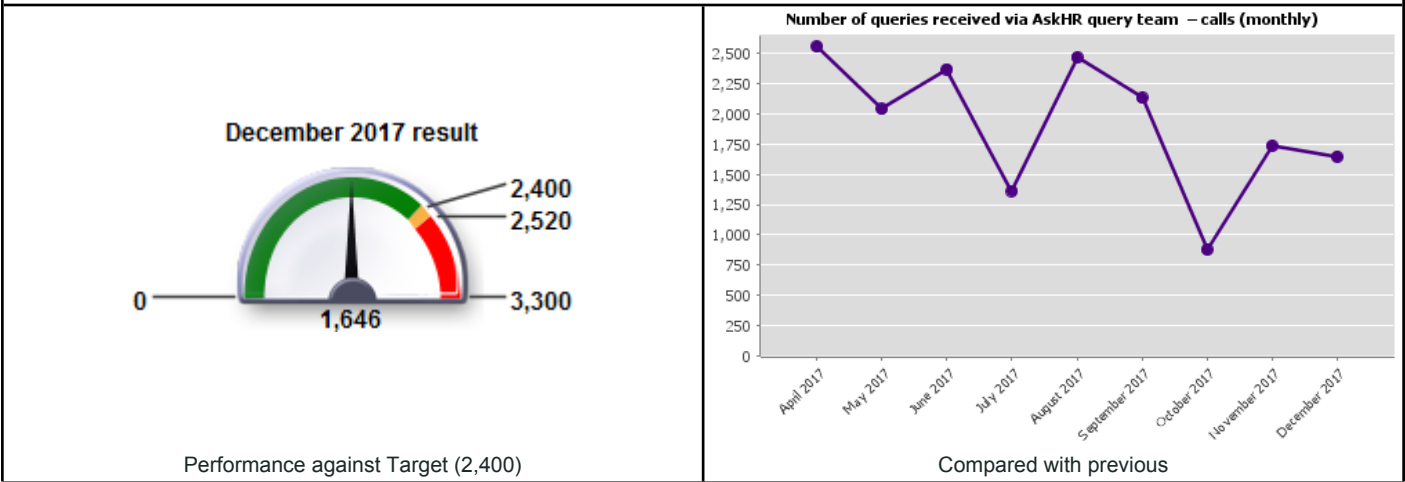 December 2017 result
2,400
2,520
0
3,300
1,646
Performance against Target (2,400)
Number of queries received via AskHR query team – calls (monthly)
2,500
2,250
2,000
1,750
1,500
1,250
1,000
750
500
250
0
April 2017
May 2017
June 2017
July 2017
August 2017
September 2017
October 2017
November 2017
December 2017
Compared with previous